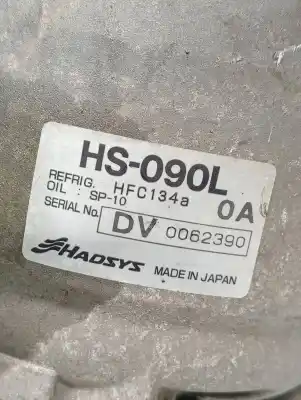 HS-090L
REFRIG. HFC134a 0A
OIL : SP-10
SERIAL No. DV 0062390
HADSYS MADE IN JAPAN